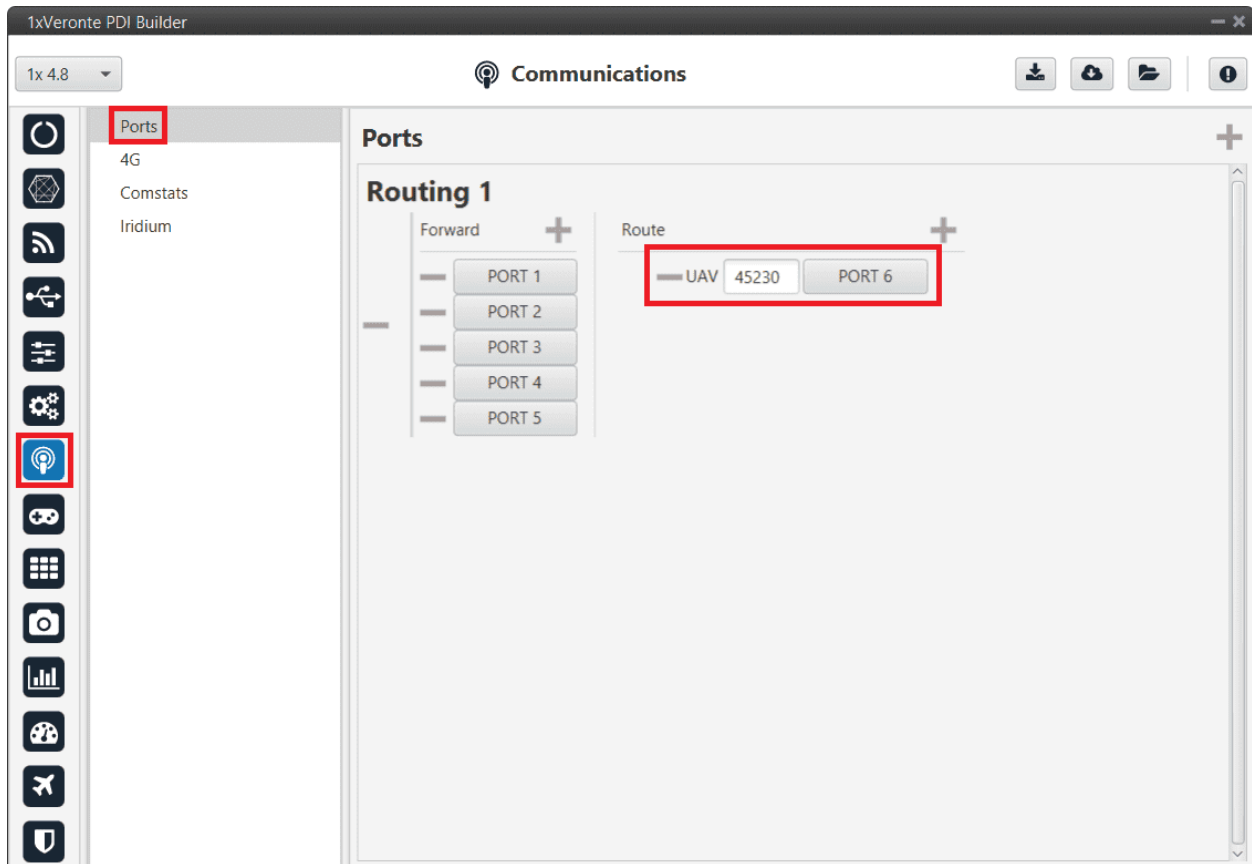 1xVeronte PDI Builder
1x 4.8
Communications
Ports
4G
Comstats
Iridium
Ports
Routing 1
Forward
Route
PORT 1
PORT 2
PORT 3
PORT 4
PORT 5
UAV 45230 PORT 6